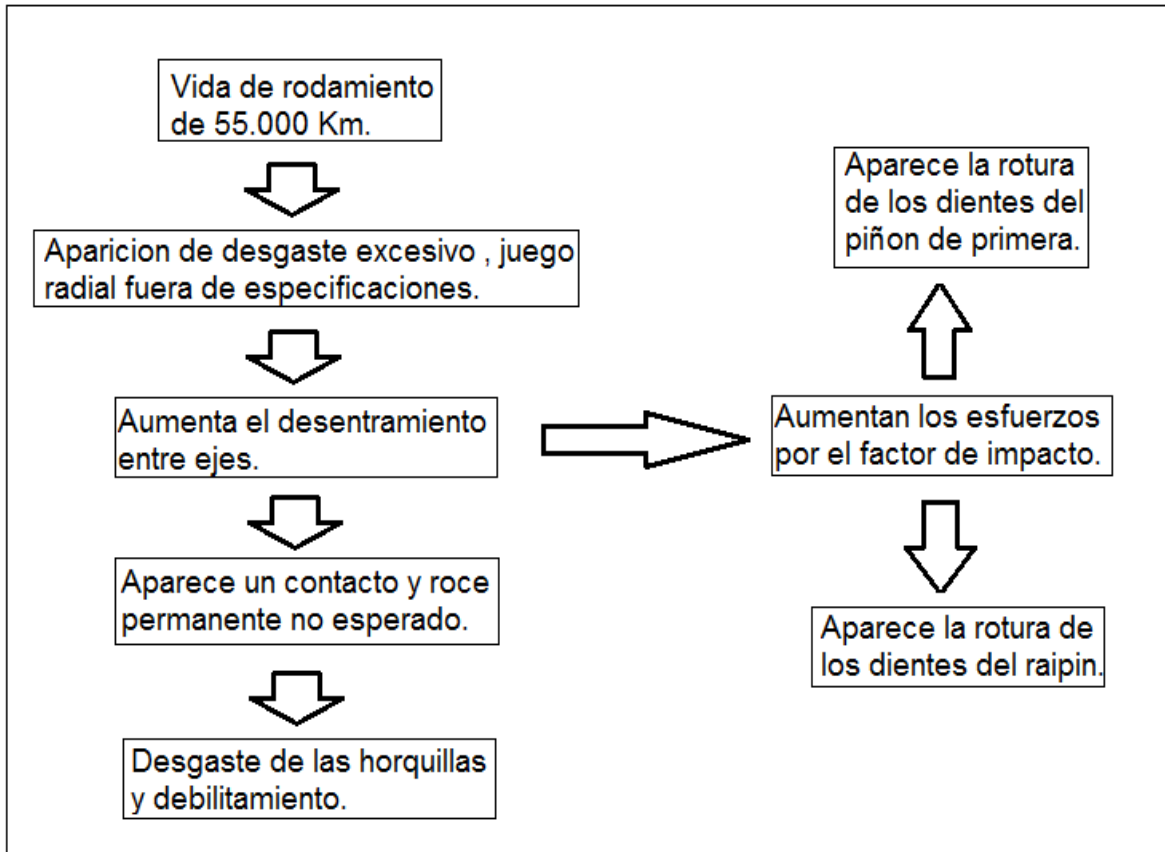 Vida de rodamiento
de 55.000 Km.
Aparicion de desgaste excesivo , juego
radial fuera de especificaciones.
Aumenta el desentramiento
entre ejes.
Aparece un contacto y roce
permanente no esperado.
Desgaste de las horquillas
y debilitamiento.
Aparece la rotura
de los dientes del
piñon de primera.
Aumentan los esfuerzos
por el factor de impacto.
Aparece la rotura de
los dientes del raipin.